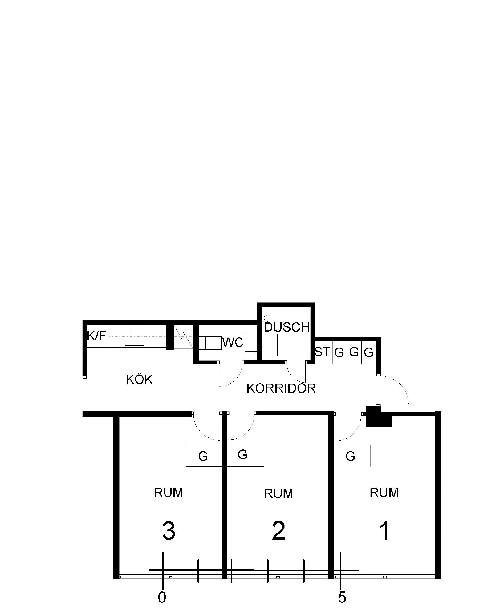 DUSCH
K/F
WC
ST G G G
KÖK
KORRIDOR
G G G
RUM RUM RUM
3 2 1
0 5